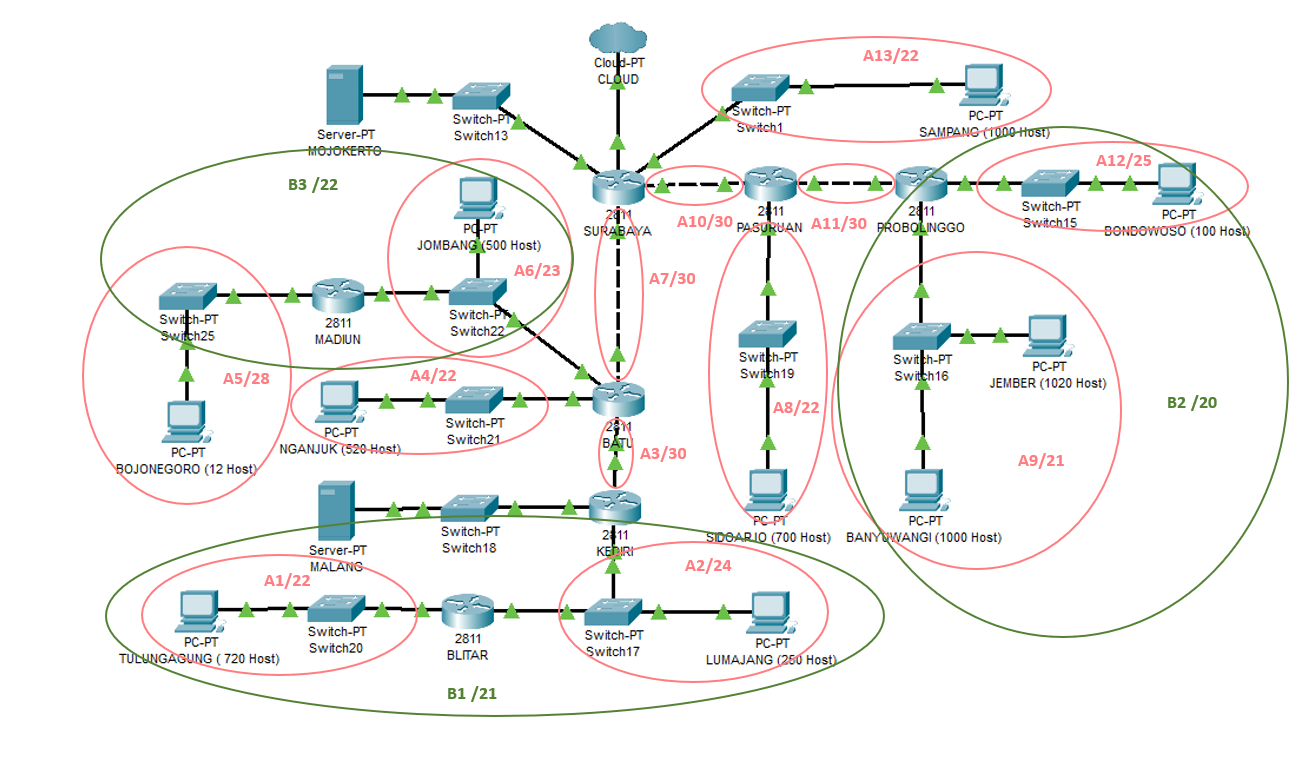 Cloud-PT
CLOUD
Server-PT
MOJOKERTO
Switch-PT
Switch13
A13/22
Switch-PT
Switch1
PC-PT
SAMPANG (1000 Host)
B3 /22
PC-PT
JOMBANG (500 Host)
2811
SURABAYA
A10/30
2811
PASURUAN
A11/30
2811
PROBOLINGGO
A12/25
Switch-PT
Switch15
PC-PT
BONDOWOSO (100 Host)
A6/23
A7/30
Switch-PT
Switch25
2811
MADIUN
Switch-PT
Switch22
A5/28
PC-PT
BOJONEGORO (12 Host)
A4/22
PC-PT
NGANJUK (520 Host)
Switch-PT
Switch21
2811
BATU
A3/30
Switch-PT
Switch19
A8/22
PC-PT
SIDOARJO (700 Host)
Switch-PT
Switch16
PC-PT
JEMBER (1020 Host)
B2 /20
A9/21
PC-PT
BANYUWANGI (1000 Host)
Server-PT
MALANG
Switch-PT
Switch18
2811
KEDIRI
A1/22
A2/24
PC-PT
TULUNGAGUNG ( 720 Host)
Switch-PT
Switch20
2811
BLITAR
Switch-PT
Switch17
PC-PT
LUMAJANG (250 Host)
B1 /21